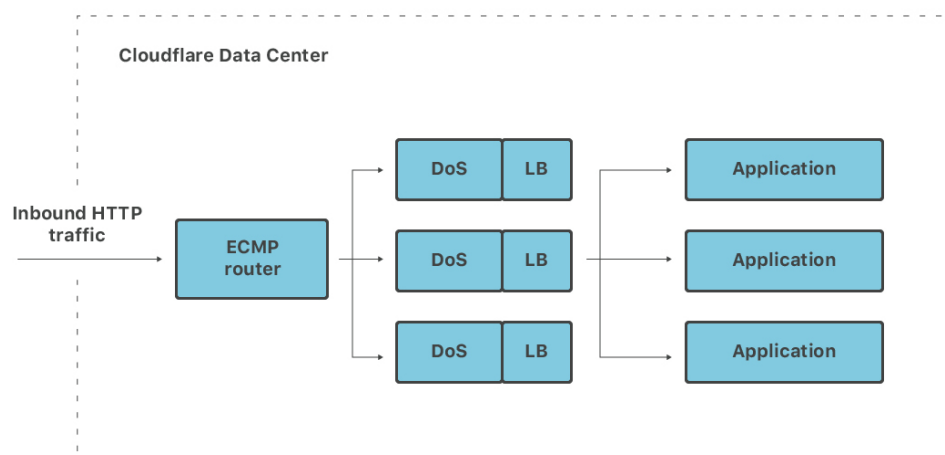 Cloudflare Data Center
Inbound HTTP
traffic
ECMP
router
DoS
LB
DoS
LB
DoS
LB
Application
Application
Application